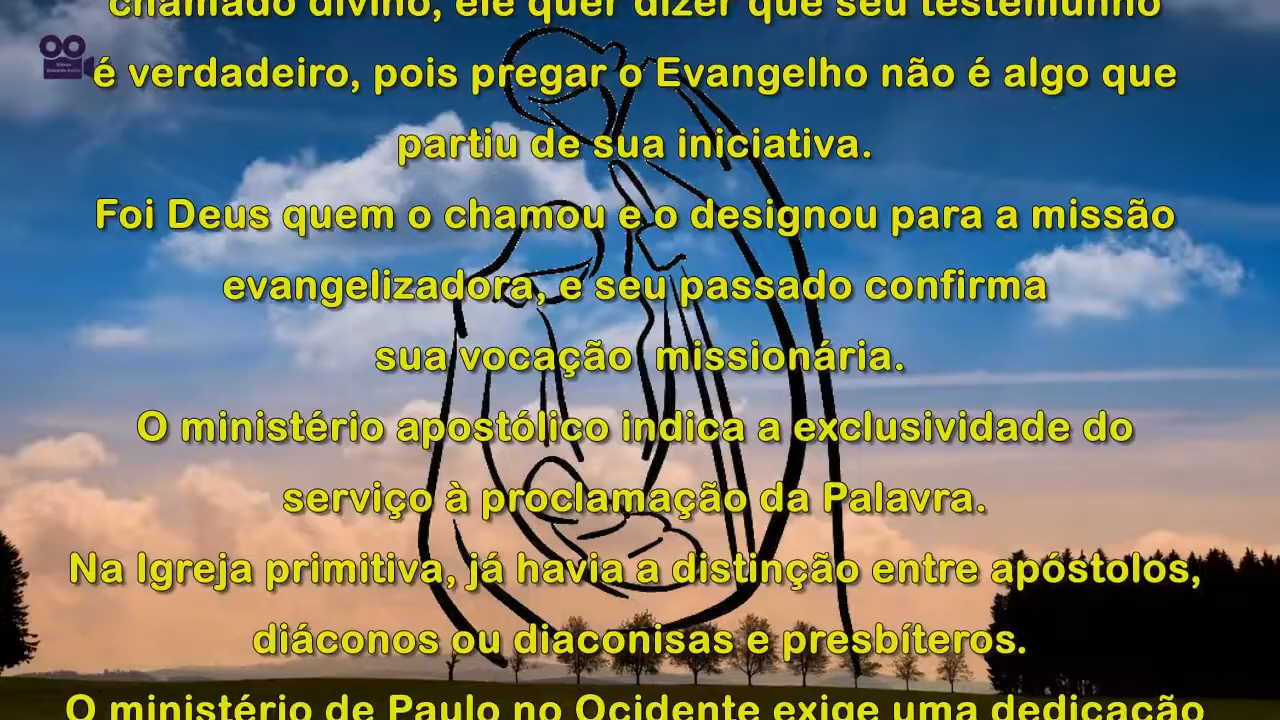 chamado divino, ele quer dizer que seu testemunho
é verdadeiro, pois pregar o Evangelho não é algo que
partiu de sua iniciativa.
Foi Deus quem o chamou e o designou para a missão
evangelizadora, e seu passado confirma
sua vocação missionária.
O ministério apostólico indica a exclusividade do
serviço à proclamação da Palavra.
Na Igreja primitiva, já havia a distinção entre apóstolos,
diáconos ou diaconisas e presbíteros.
O ministério de Paulo no Ocidente exige uma dedicação